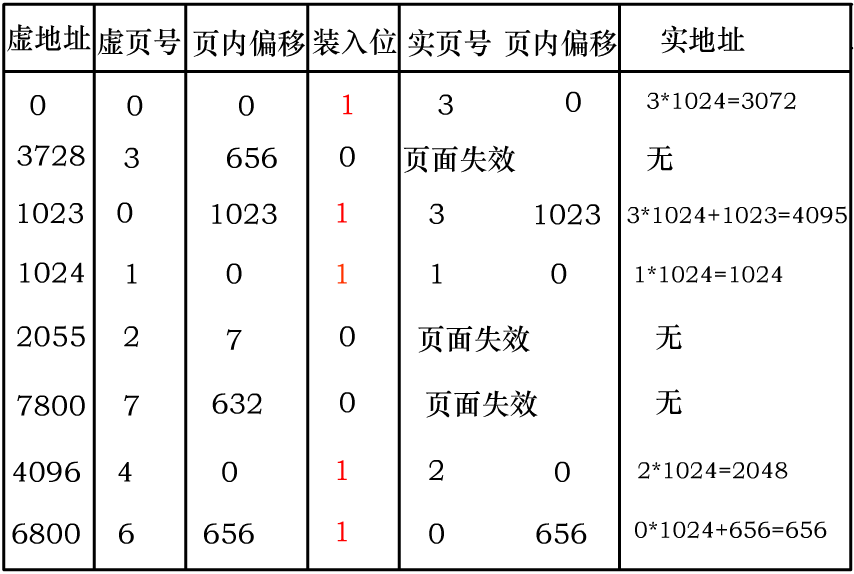 虚地址 虚页号 页内偏移 装入位 实页号 页内偏移 实地址
0 0 0 1 3 0 3*1024=3072
3728 3 656 0 页面失效 无
1023 0 1023 1 3 1023 3*1024+1023=4095
1024 1 0 1 1 0 1*1024=1024
2055 2 7 0 页面失效 无
7800 7 632 0 页面失效 无
4096 4 0 1 2 0 2*1024=2048
6800 6 656 1 0 656 0*1024+656=656